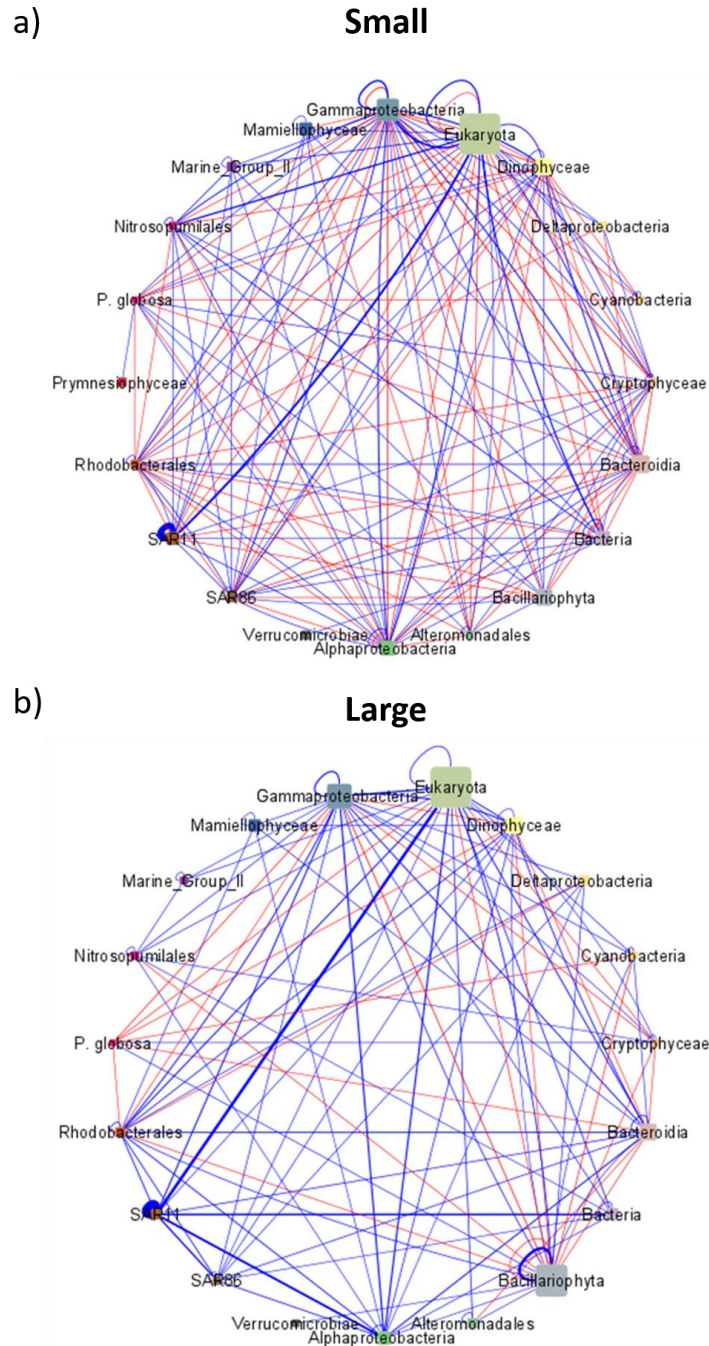 a)
Small
Gammaproteobacteria
Mamiellophyceae
Eukaryota
Marine_Group_II
Dinophyceae
Nitrosopumilales
Deltaproteobacteria
P. globosa
Cyanobacteria
Prymnesiophyceae
Cryptophyceae
Rhodobacterales
Bacteroidia
SAR11
Bacteria
SAR86
Bacillariophyta
Verrucomicrobiae
Alteromonadales
Alphaproteobacteria
b)
Large
Eukaryota
Gammaproteobacteria
Mamiellophyceae
Dinophyceae
Marine_Group_II
Deltaproteobacteria
Nitrosopumilales
Cyanobacteria
P. globosa
Cryptophyceae
Rhodobacterales
Bacteroidia
SAR11
Bacteria
SAR86
Bacillariophyta
Verrucomicrobiae
Alteromonadales
Alphaproteobacteria